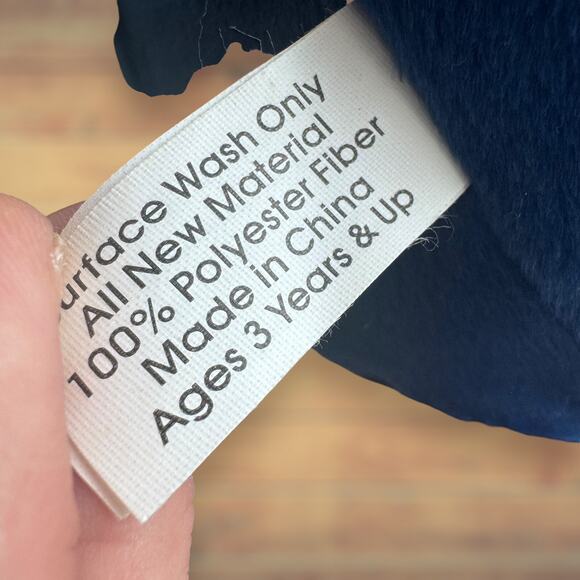 urface Wash Only
All New Material
100% Polyester Fiber
Made in China
Ages 3 Years & Up